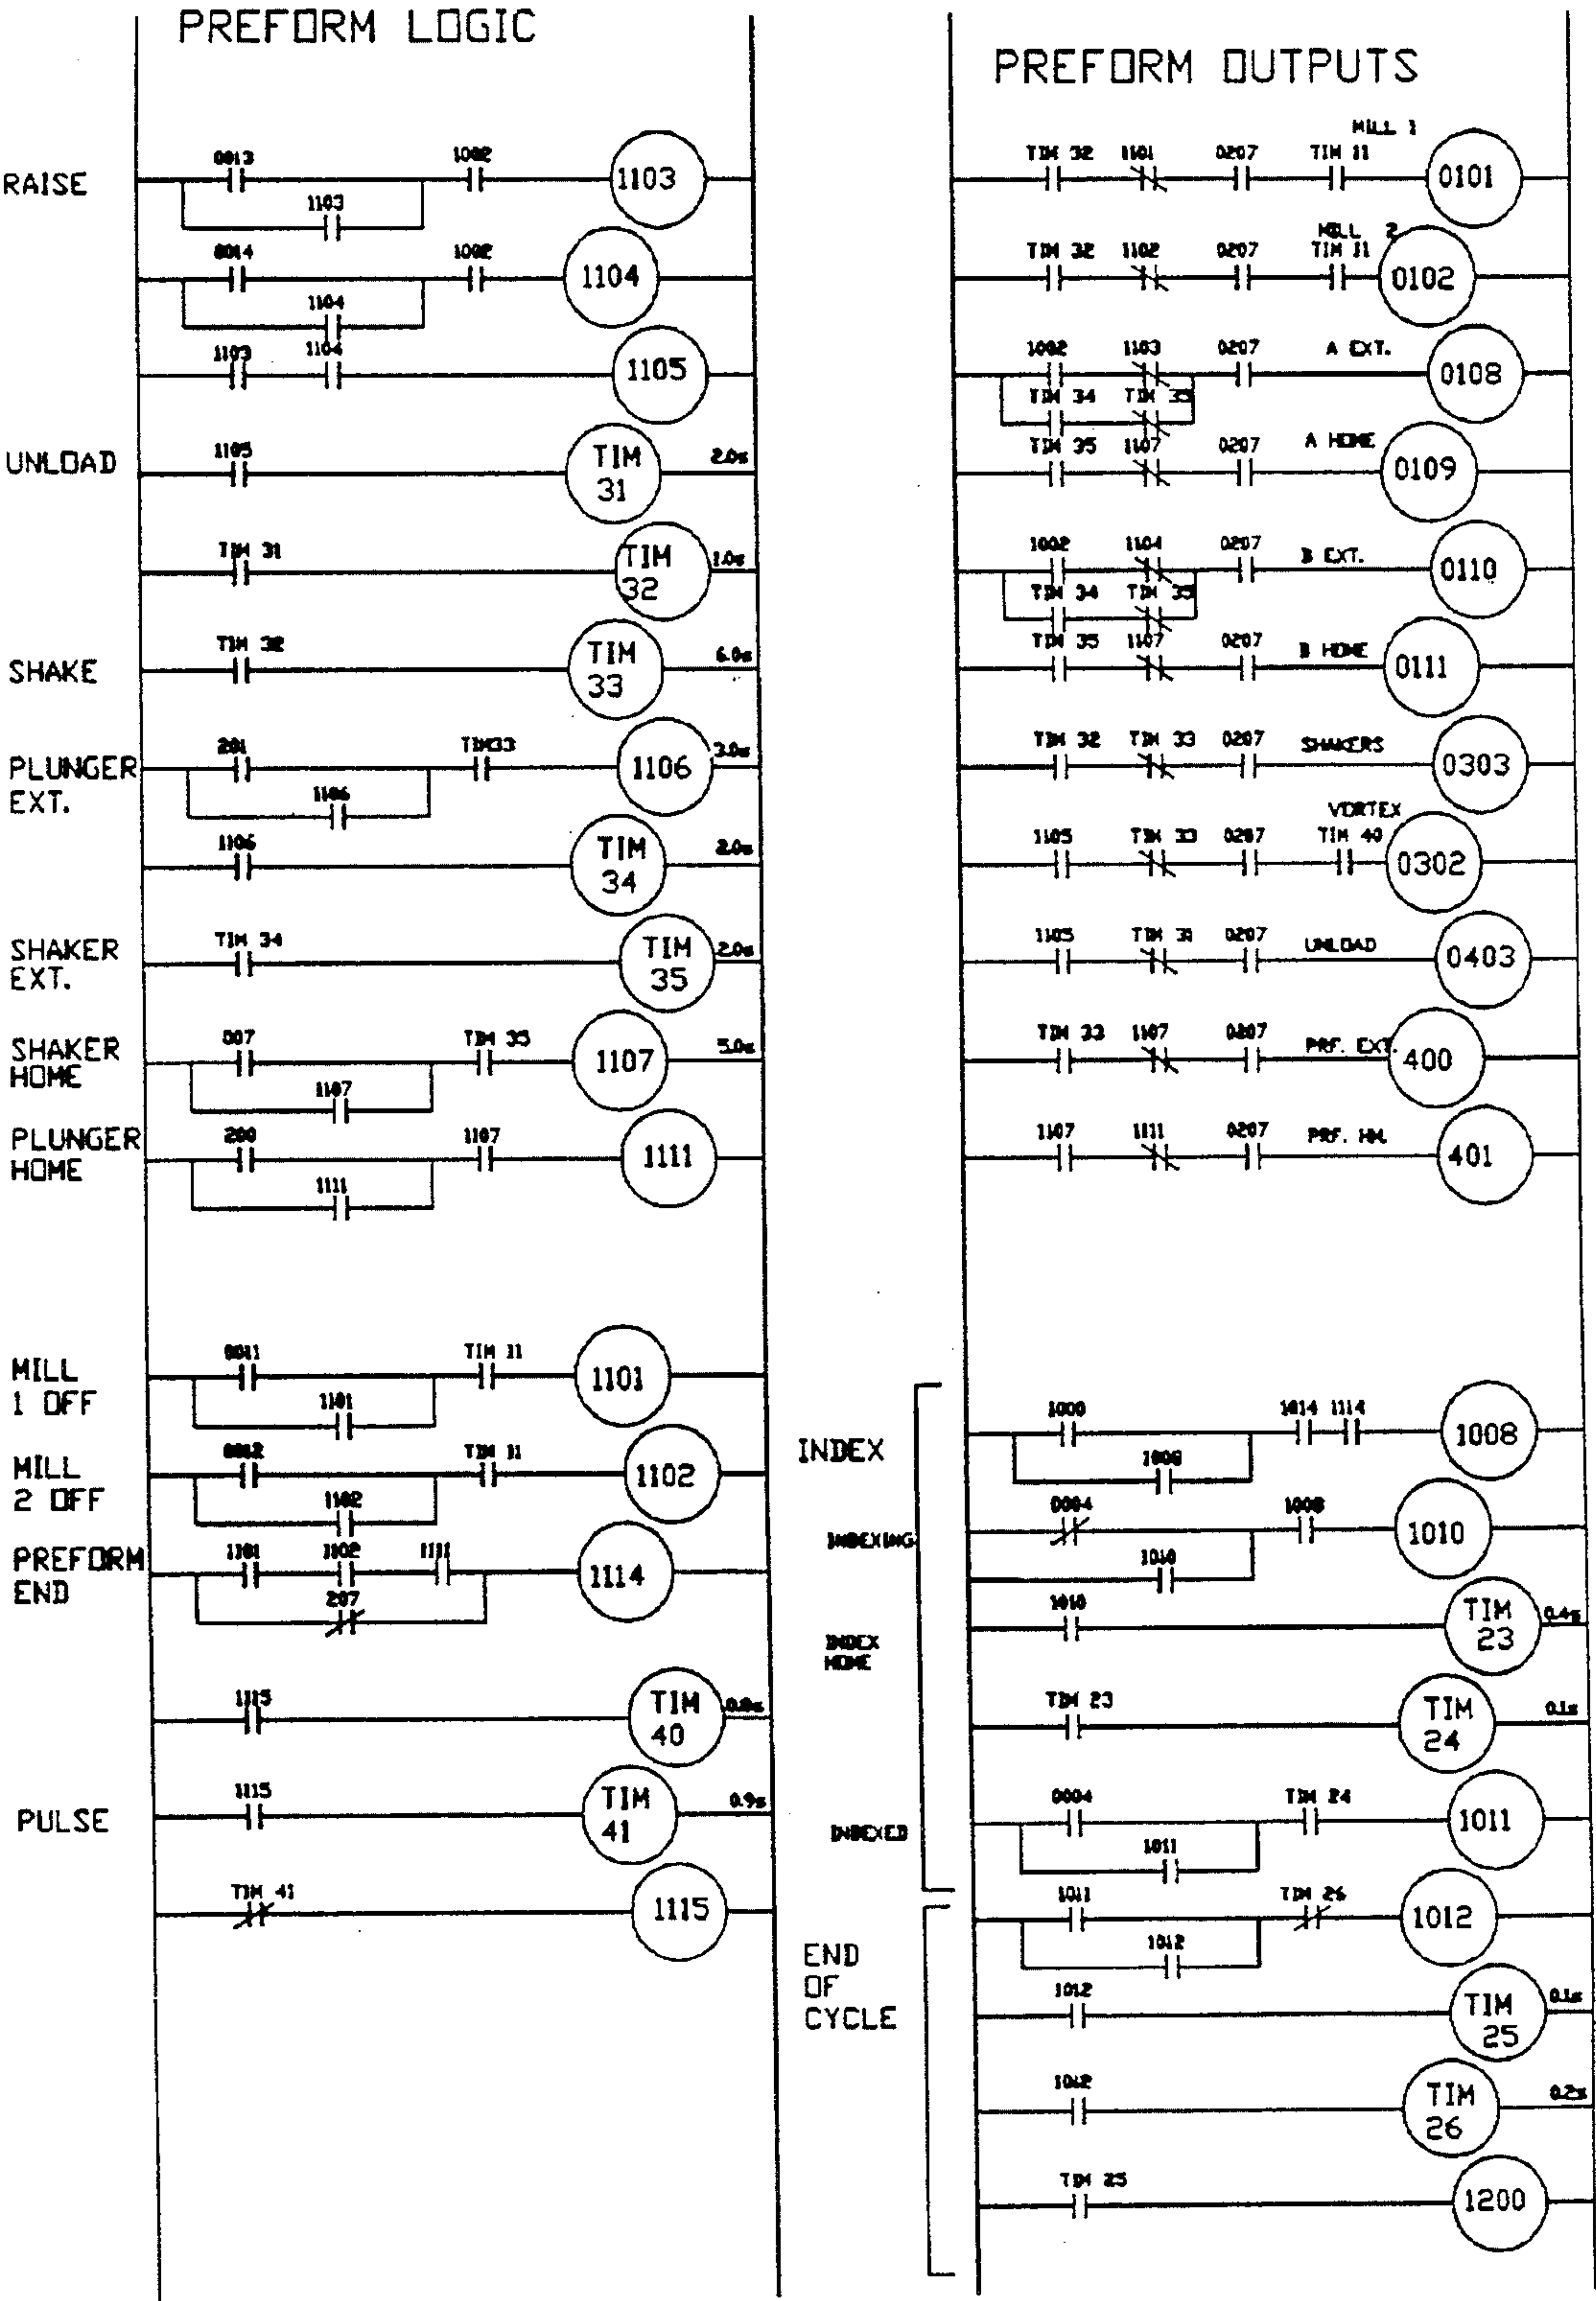 PREFORM LOGIC
RAISE
0013 1002 1103
1103
0014 1002 1104
1104
1103 1104 1105
UNLOAD
1105 TIM 31 2.0s
TIM 31 TIM 32 1.0s
SHAKE
TIM 32 TIM 33 6.0s
PLUNGER EXT.
201 TIM33 1106 3.0s
1106
1106 TIM 34 2.0s
SHAKER EXT.
TIM 34 TIM 35 2.0s
SHAKER HOME
007 TIM 35 1107 5.0s
1107
PLUNGER HOME
200 1107 1111
1111
MILL 1 OFF
0011 TIM 11 1101
1101
MILL 2 OFF
0012 TIM 11 1102
1102
PREFORM END
1101 1102 1111 1114
207
1115 TIM 40 0.8s
PULSE
1115 TIM 41 0.9s
TIM 41 1115
PREFORM OUTPUTS
MILL 1
TIM 32 1101 0207 TIM 11 0101
MILL 2
TIM 32 1102 0207 TIM 11 0102
1002 1103 0207 A EXT. 0108
TIM 34 TIM 35
TIM 35 1107 0207 A HOME 0109
1002 1104 0207 B EXT. 0110
TIM 34 TIM 35
TIM 35 1107 0207 B HOME 0111
TIM 32 TIM 33 0207 SHAKERS 0303
VORTEX
1105 TIM 33 0207 TIM 40 0302
1105 TIM 31 0207 UNLOAD 0403
TIM 33 1107 0207 PRF. EXT. 400
1107 1111 0207 PRF. HM. 401
INDEX
1000 1014 1114 1008
1008
INDEXING
0004 1008 1010
1010
INDEX HOME
1010 TIM 23 0.4s
TIM 23 TIM 24 0.1s
INDEXED
0004 TIM 24 1011
1011
END OF CYCLE
1011 TIM 26 1012
1012
1012 TIM 25 0.1s
1012 TIM 26 0.2s
TIM 25 1200